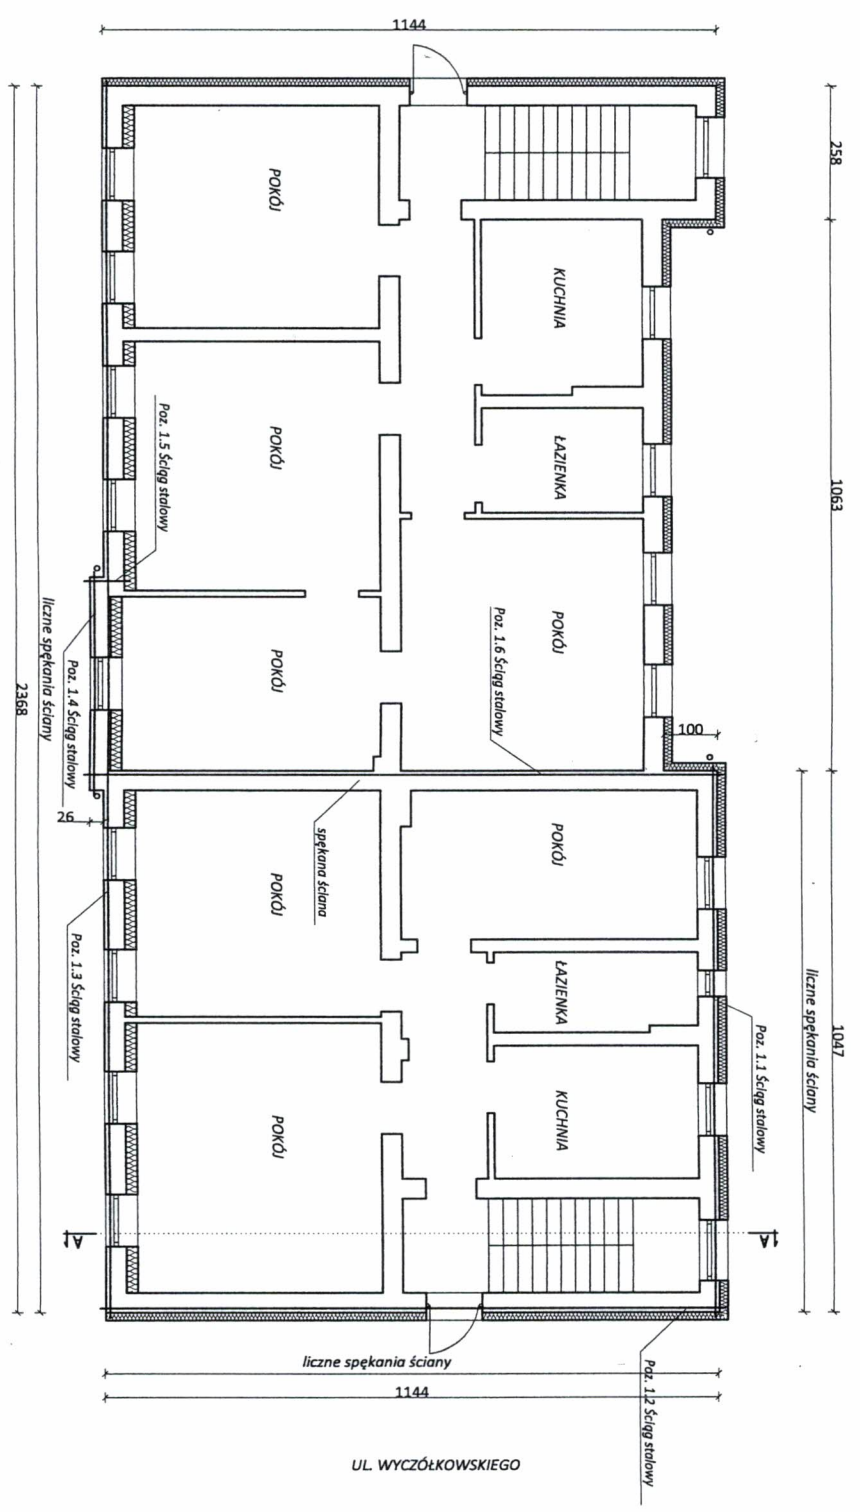 1144
258
POKÓJ
KUCHNIA
POKÓJ
Poz. 1.5 Ściąg stalowy
ŁAZIENKA
1063
POKÓJ
Poz. 1.6 Ściąg stalowy
POKÓJ
liczne spękania ściany
Poz. 1.4 Ściąg stalowy
2368
100
26
spękana ściana
POKÓJ
POKÓJ
Poz. 1.3 Ściąg stalowy
ŁAZIENKA
liczne spękania ściany
1047
Poz. 1.1 Ściąg stalowy
KUCHNIA
POKÓJ
A
A
liczne spękania ściany
1144
Poz. 1.2 Ściąg stalowy
UL. WYCZÓŁKOWSKIEGO